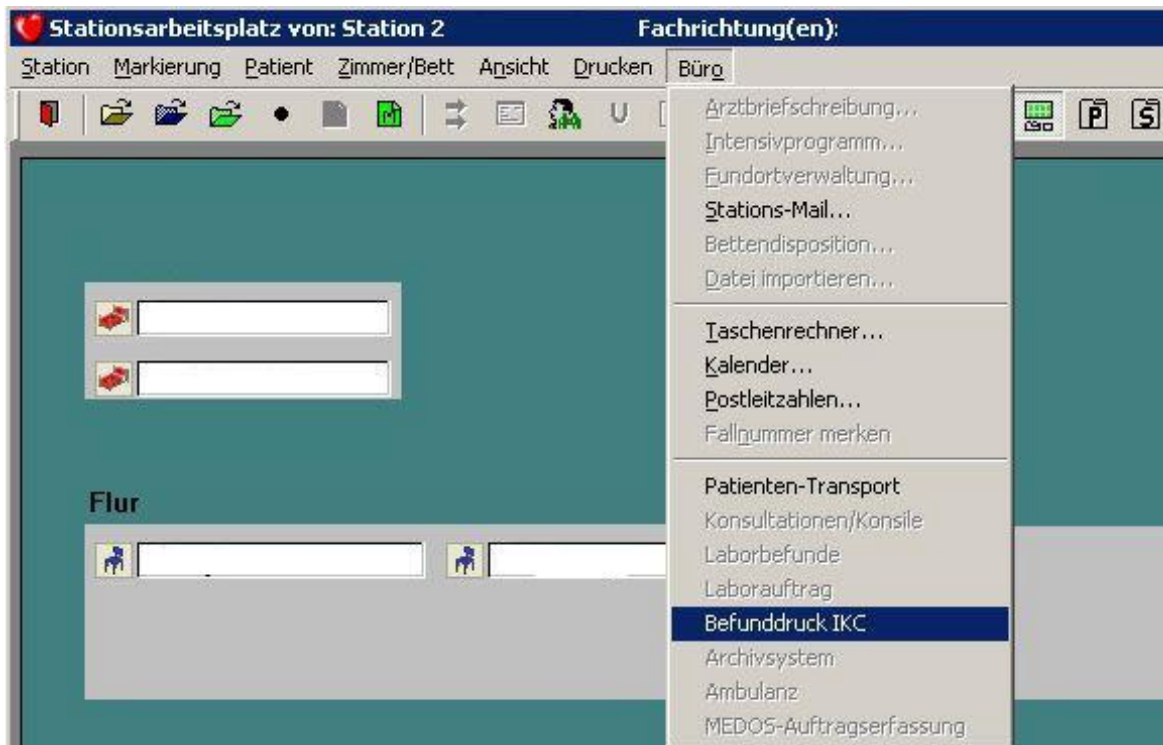 Stationsarbeitsplatz von: Station 2 Fachrichtung(en):
Station Markierung Patient Zimmer/Bett Ansicht Drucken Büro
U P S
Arztbriefschreibung...
Intensivprogramm...
Fundortverwaltung...
Stations-Mail...
Bettendisposition...
Datei importieren...
Taschenrechner...
Kalender...
Postleitzahlen...
Fallnummer merken
Patienten-Transport
Flur
Konsultationen/Konsile
Laborbefunde
Laborauftrag
Befunddruck IKC
Archivsystem
Ambulanz
MEDOS-Auftragserfassung